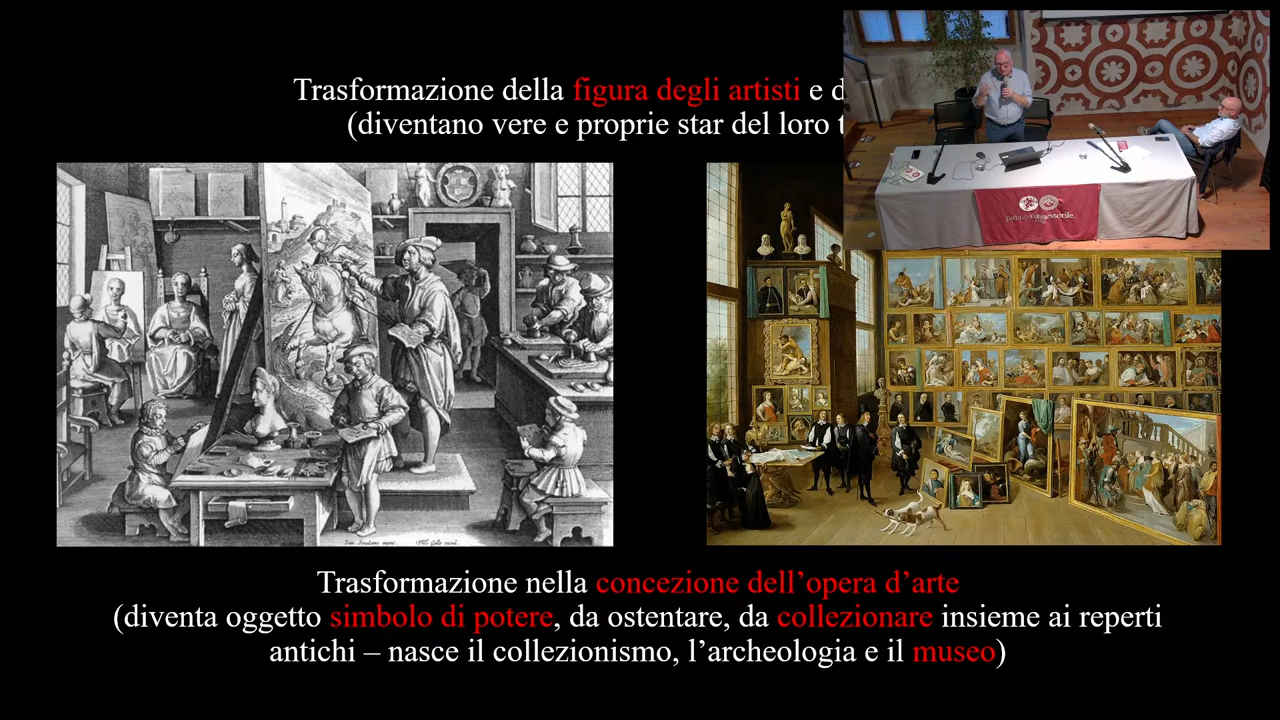 Trasformazione della figura degli artisti e d
(diventano vere e proprie star del loro t
Trasformazione nella concezione dell’opera d’arte
(diventa oggetto simbolo di potere, da ostentare, da collezionare insieme ai reperti
antichi – nasce il collezionismo, l’archeologia e il museo)